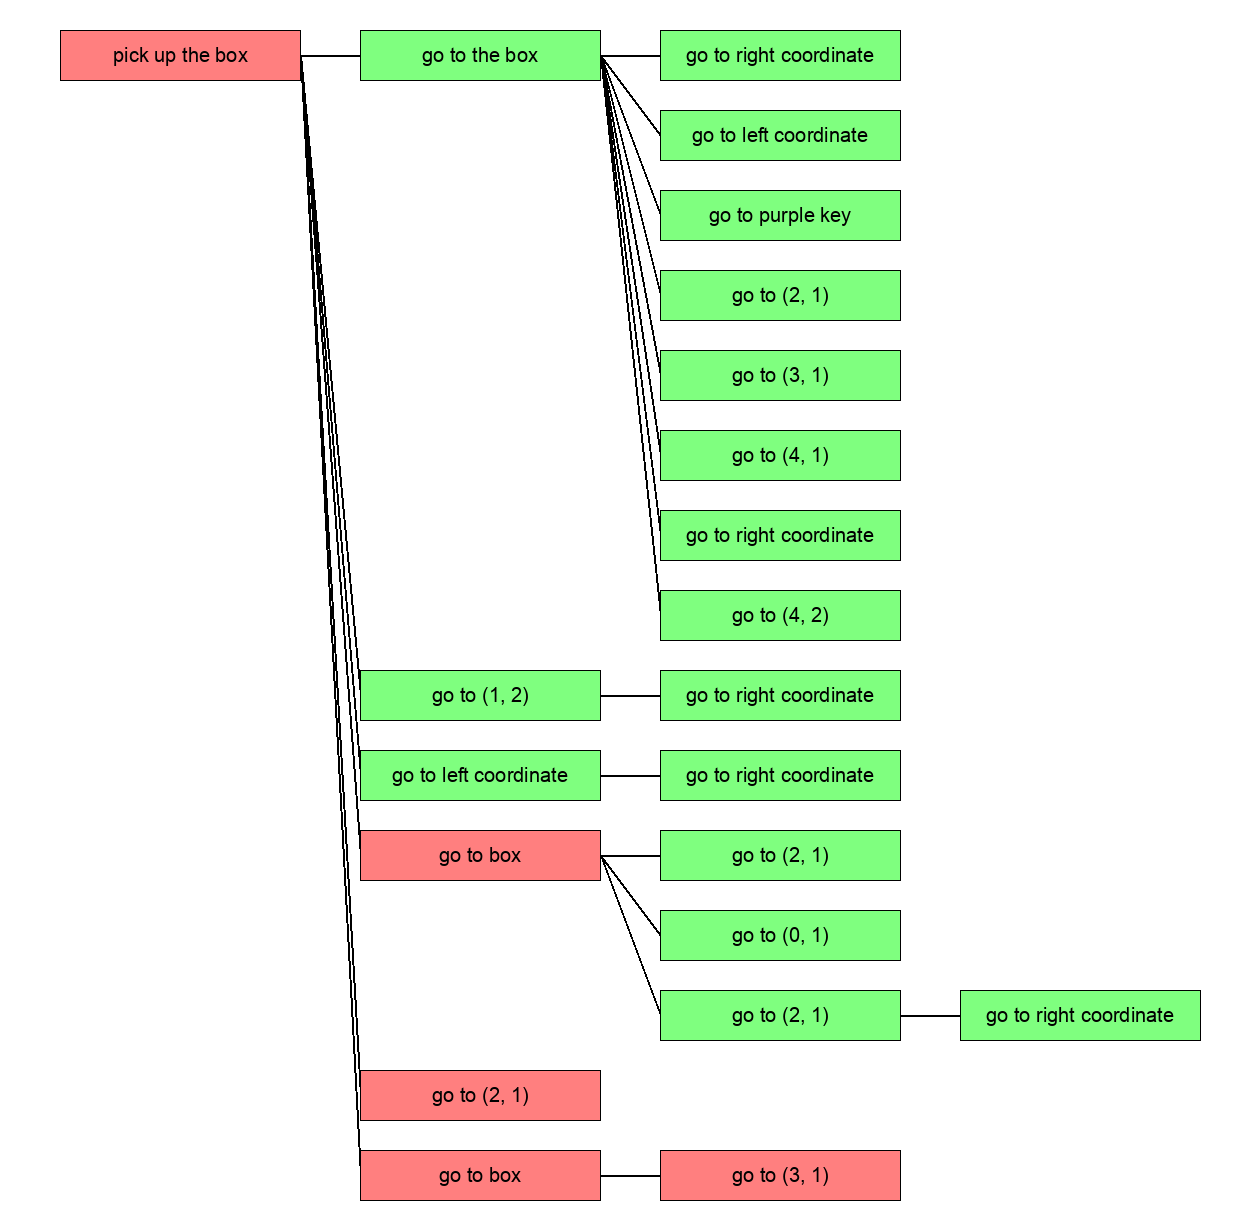 pick up the box
go to the box
go to right coordinate
go to left coordinate
go to purple key
go to (2, 1)
go to (3, 1)
go to (4, 1)
go to right coordinate
go to (4, 2)
go to (1, 2)
go to right coordinate
go to left coordinate
go to right coordinate
go to box
go to (2, 1)
go to (0, 1)
go to (2, 1)
go to right coordinate
go to (2, 1)
go to box
go to (3, 1)